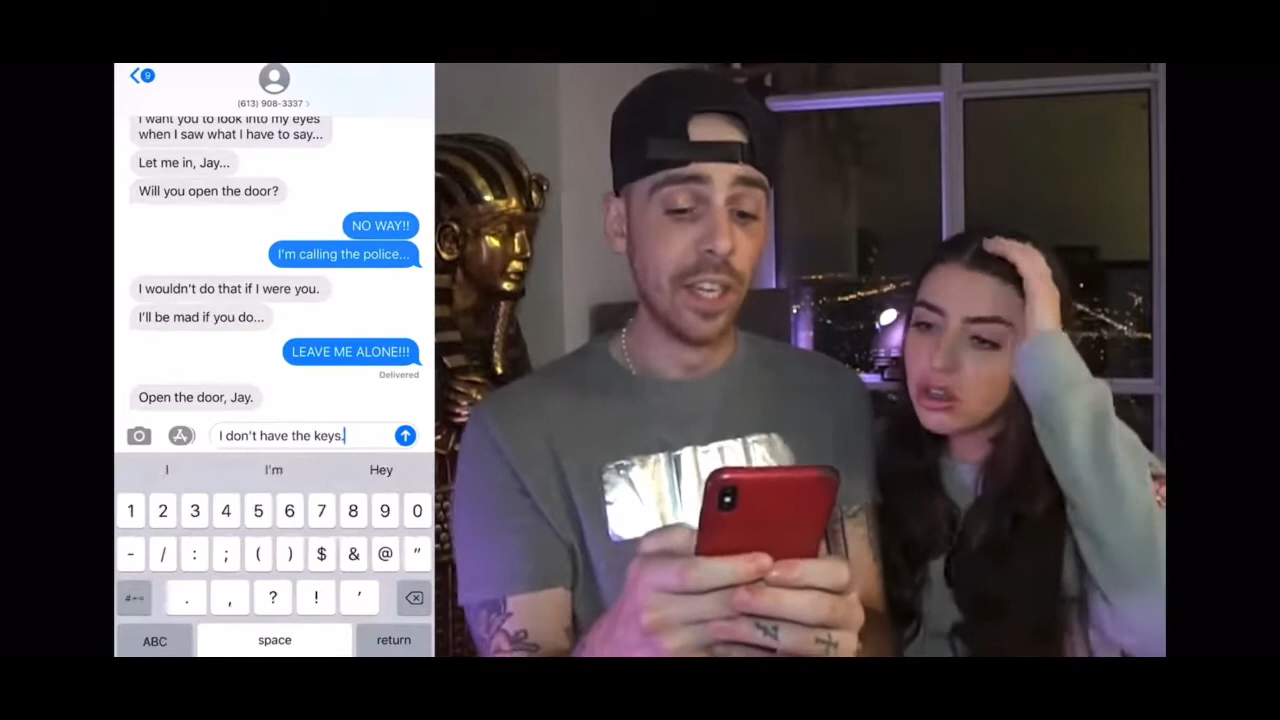 9
(613) 908-3337 >
I want you to look into my eyes
when I saw what I have to say...
Let me in, Jay...
Will you open the door?
NO WAY!!
I'm calling the police...
I wouldn't do that if I were you.
I'll be mad if you do...
LEAVE ME ALONE!!!
Delivered
Open the door, Jay.
I don't have the keys.
I I'm Hey
1 2 3 4 5 6 7 8 9 0
- / : ; ( ) $ & @ "
#+= . , ? ! '
ABC space return